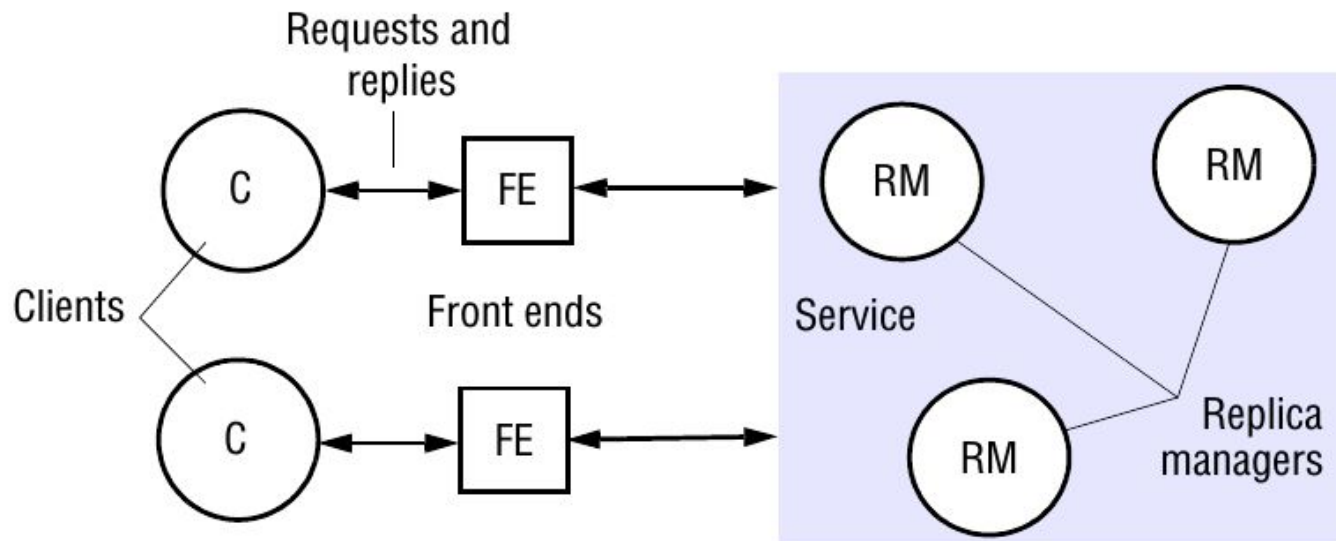 Requests and
replies
C
FE
RM
RM
Clients
Front ends
Service
C
FE
RM
Replica
managers